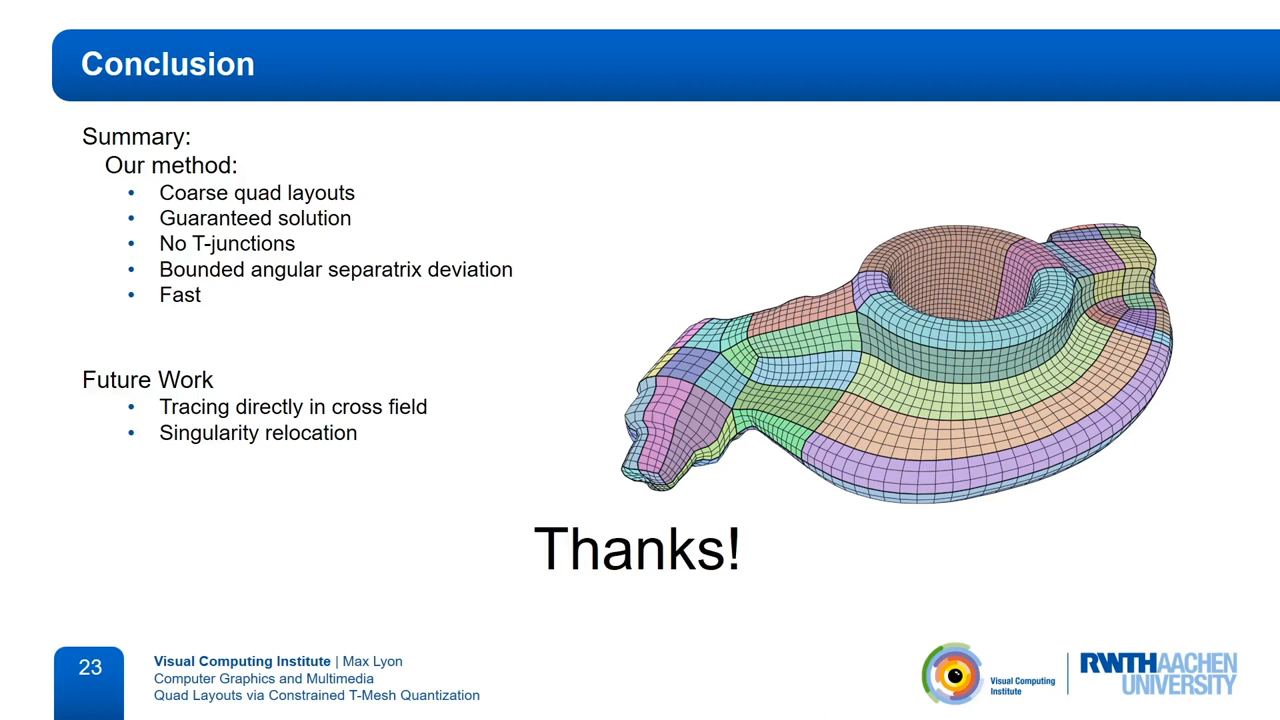 Conclusion
Summary:
Our method:
• Coarse quad layouts
• Guaranteed solution
• No T-junctions
• Bounded angular separatrix deviation
• Fast
Future Work
• Tracing directly in cross field
• Singularity relocation
Thanks!
23
Visual Computing Institute | Max Lyon
Computer Graphics and Multimedia
Quad Layouts via Constrained T-Mesh Quantization
Visual Computing
Institute
RWTHAACHEN
UNIVERSITY